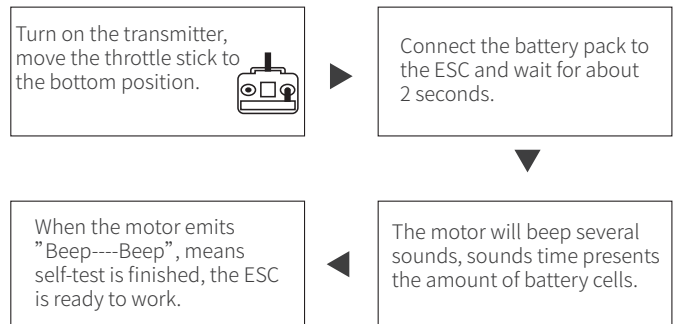 Turn on the transmitter,
move the throttle stick to
the bottom position.
Connect the battery pack to
the ESC and wait for about
2 seconds.
The motor will beep several
sounds, sounds time presents
the amount of battery cells.
When the motor emits
”Beep----Beep”, means
self-test is finished, the ESC
is ready to work.